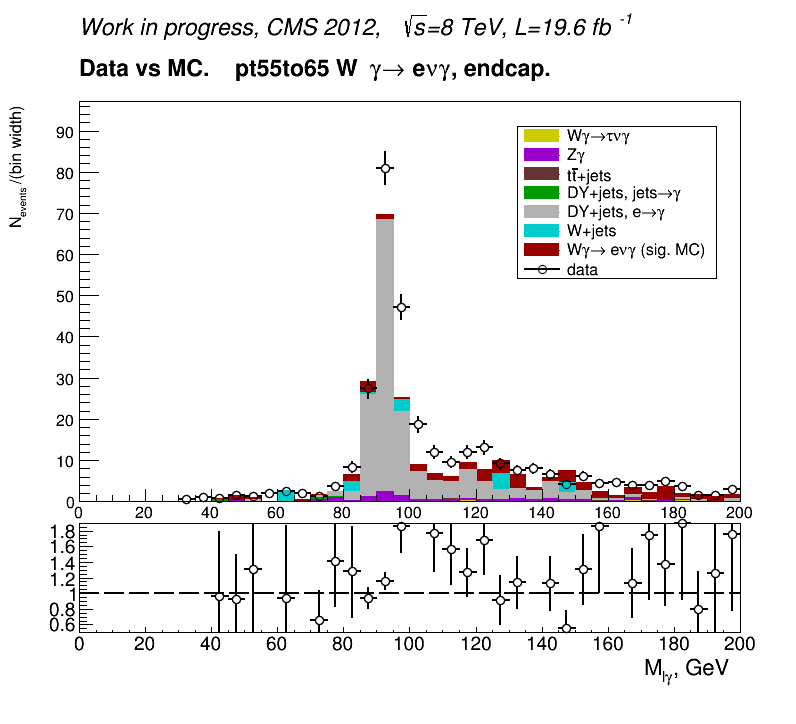 Work in progress, CMS 2012, √s=8 TeV, L=19.6 fb -1
Data vs MC. pt55to65 W γ→ eνγ, endcap.
N events /(bin width)
90
80
70
60
50
40
30
20
10
0
Wγ→τνγ
Zγ
tt̄+jets
DY+jets, jets→γ
DY+jets, e→γ
W+jets
Wγ→ eνγ (sig. MC)
data
0 20 40 60 80 100 120 140 160 180 200
1.8
1.6
1.4
1.2
1
0.8
0.6
0 20 40 60 80 100 120 140 160 180 200
M lγ, GeV